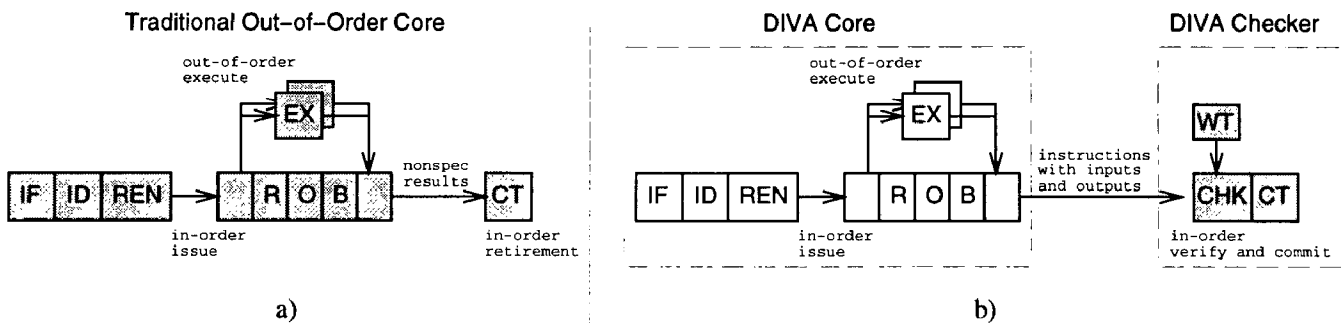 Traditional Out-of-Order Core
out-of-order
execute
EX
IF ID REN
R O B
nonspec
results
CT
in-order
issue
in-order
retirement
a)
DIVA Core
DIVA Checker
out-of-order
execute
EX
WT
IF ID REN
R O B
instructions
with inputs
and outputs
CHK CT
in-order
issue
in-order
verify and commit
b)